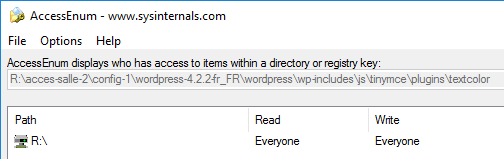 AccessEnum - www.sysinternals.com
File Options Help
AccessEnum displays who has access to items within a directory or registry key:
R:\acces-salle-2\config-1\wordpress-4.2.2-fr_FR\wordpress\wp-includes\js\tinymce\plugins\textcolor
Path Read Write
R:\ Everyone Everyone